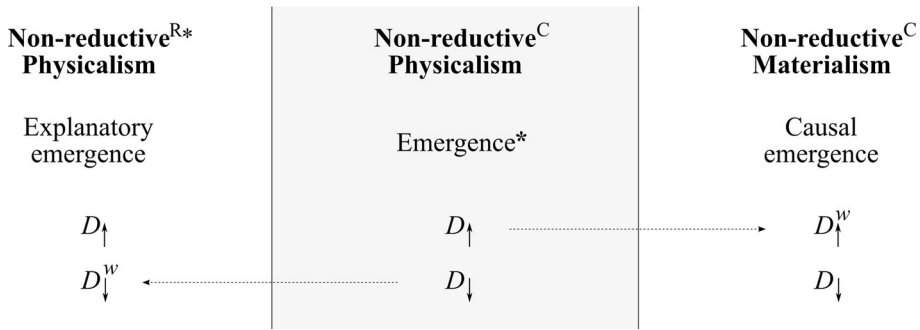 Non-reductive^R* Physicalism
Non-reductive^C Physicalism
Non-reductive^C Materialism
Explanatory emergence
Emergence*
Causal emergence
D↑
D↑
D^w↑
D^w↓
D↓
D↓